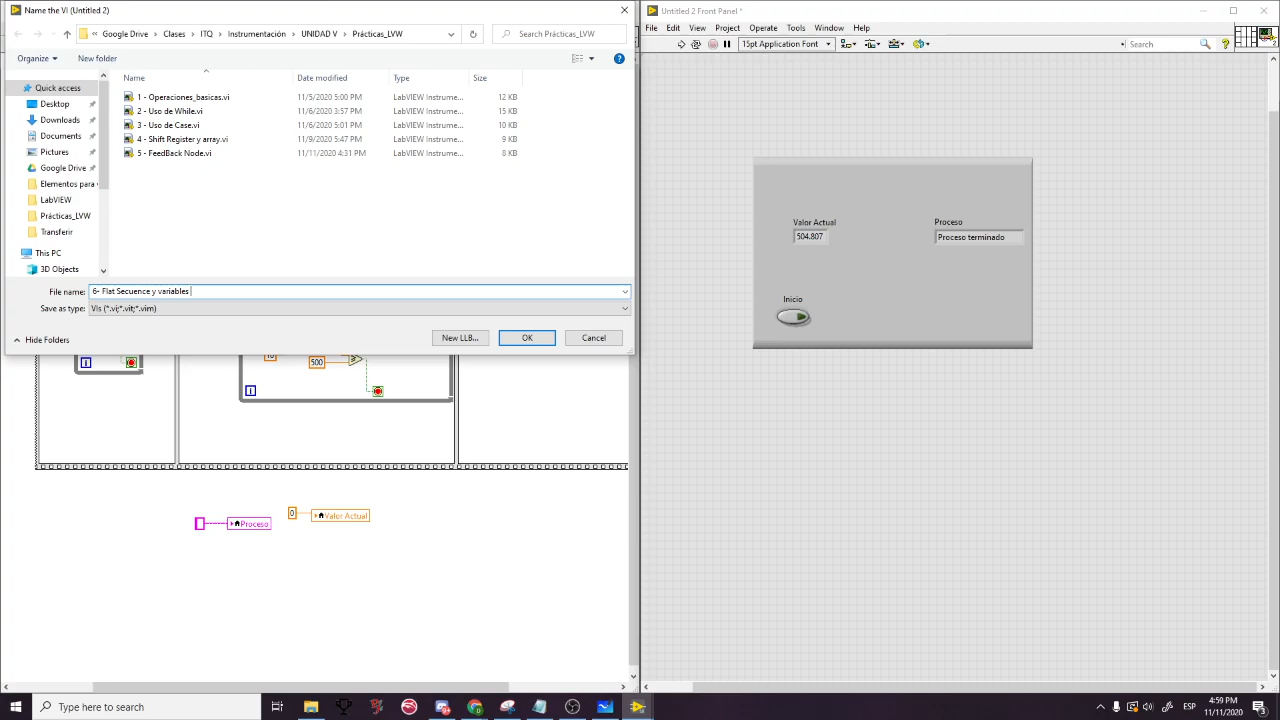 Name the VI (Untitled 2)
« Google Drive > Clases > ITQ > Instrumentación > UNIDAD V > Prácticas_LVW
Search Prácticas_LVW
Organize
New folder
Name
Date modified
Type
Size
Quick access
Desktop
Downloads
Documents
Pictures
Google Drive
Elementos para
LabVIEW
Prácticas_LVW
Transferir
This PC
3D Objects
1 - Operaciones_basicas.vi 11/5/2020 5:00 PM LabVIEW Instrume... 12 KB
2 - Uso de While.vi 11/6/2020 3:57 PM LabVIEW Instrume... 15 KB
3 - Uso de Case.vi 11/6/2020 5:01 PM LabVIEW Instrume... 10 KB
4 - Shift Register y array.vi 11/9/2020 5:47 PM LabVIEW Instrume... 9 KB
5 - FeedBack Node.vi 11/11/2020 4:31 PM LabVIEW Instrume... 8 KB
File name: 6- Flat Secuence y variables
Save as type: VIs (*.vi;*.vit;*.vim)
Hide Folders
New LLB...
OK
Cancel
i
500
i
Proceso
0
Valor Actual
Untitled 2 Front Panel *
File Edit View Project Operate Tools Window Help
15pt Application Font
Search
2
Valor Actual
504.807
Proceso
Proceso terminado
Inicio
Type here to search
ESP
4:59 PM
11/11/2020
3